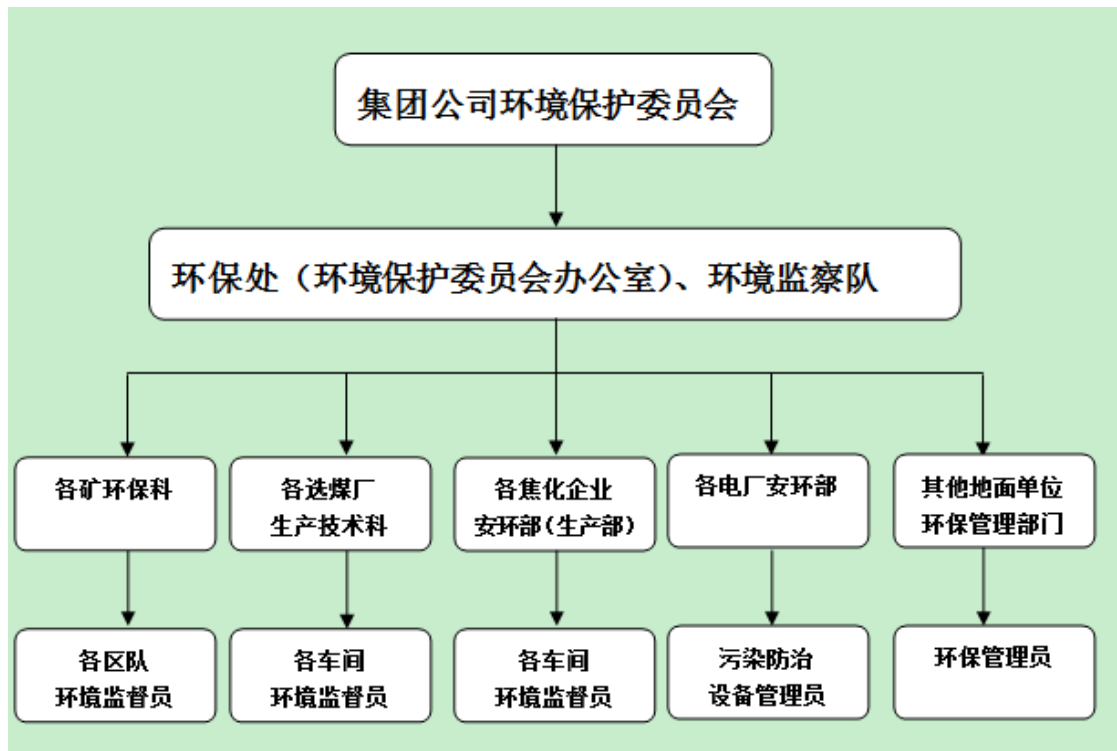 集团公司环境保护委员会
环保处（环境保护委员会办公室）、环境监察队
各矿环保科
各选煤厂
生产技术科
各焦化企业
安环部（生产部）
各电厂安环部
其他地面单位
环保管理部门
各区队
环境监督员
各车间
环境监督员
各车间
环境监督员
污染防治
设备管理员
环保管理员